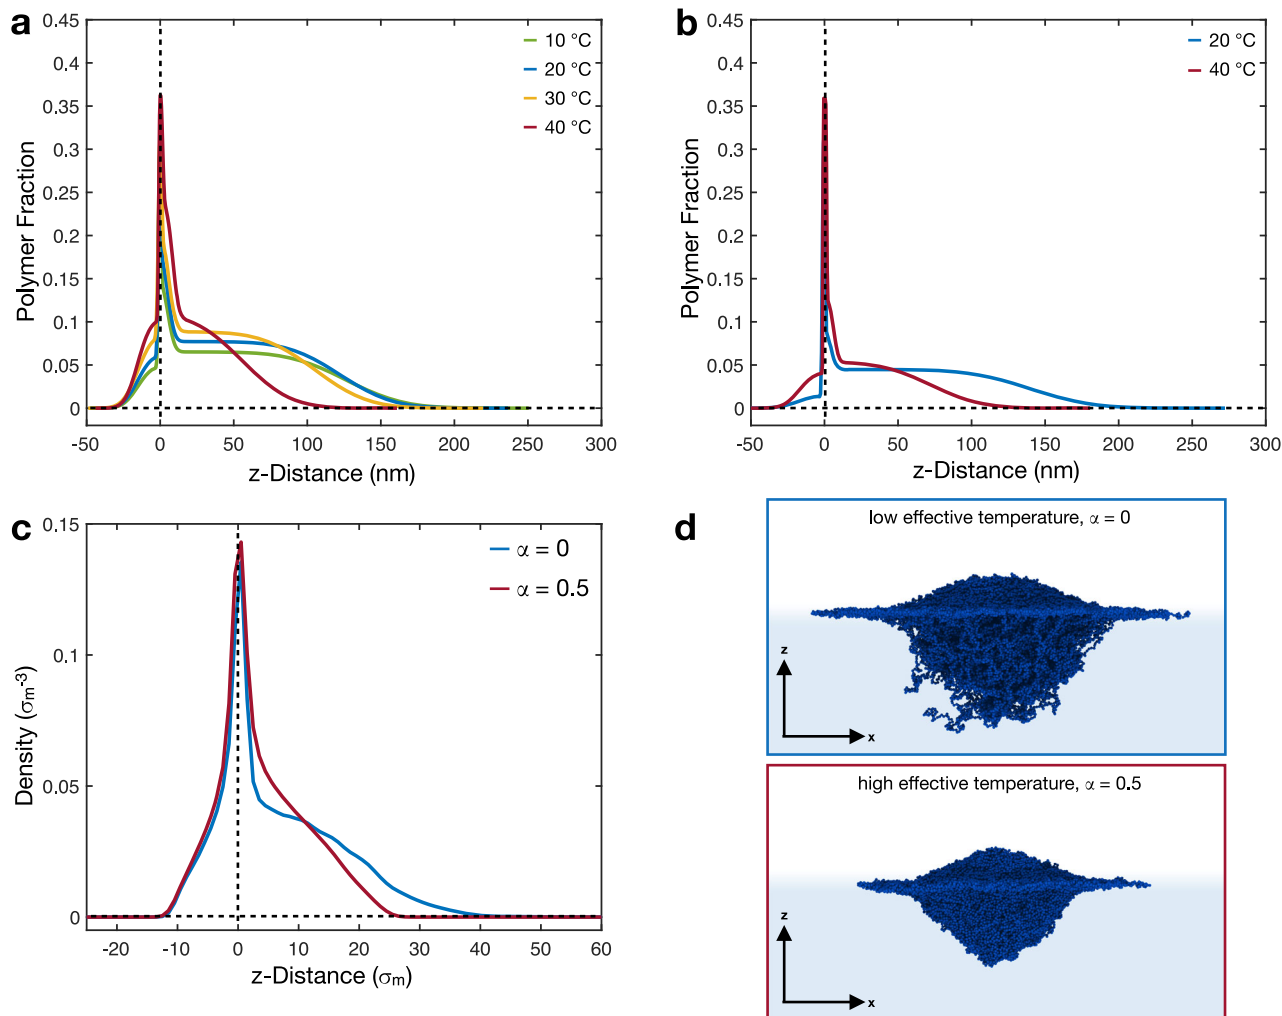 a
0.45
0.4
0.35
0.3
0.25
0.2
0.15
0.1
0.05
0
Polymer Fraction
10 °C
20 °C
30 °C
40 °C
-50 0 50 100 150 200 250 300
z-Distance (nm)
b
0.45
0.4
0.35
0.3
0.25
0.2
0.15
0.1
0.05
0
Polymer Fraction
20 °C
40 °C
-50 0 50 100 150 200 250 300
z-Distance (nm)
c
0.15
0.1
0.05
0
Density (σm-3)
α = 0
α = 0.5
-20 -10 0 10 20 30 40 50 60
z-Distance (σm)
d
low effective temperature, α = 0
z
x
high effective temperature, α = 0.5
z
x